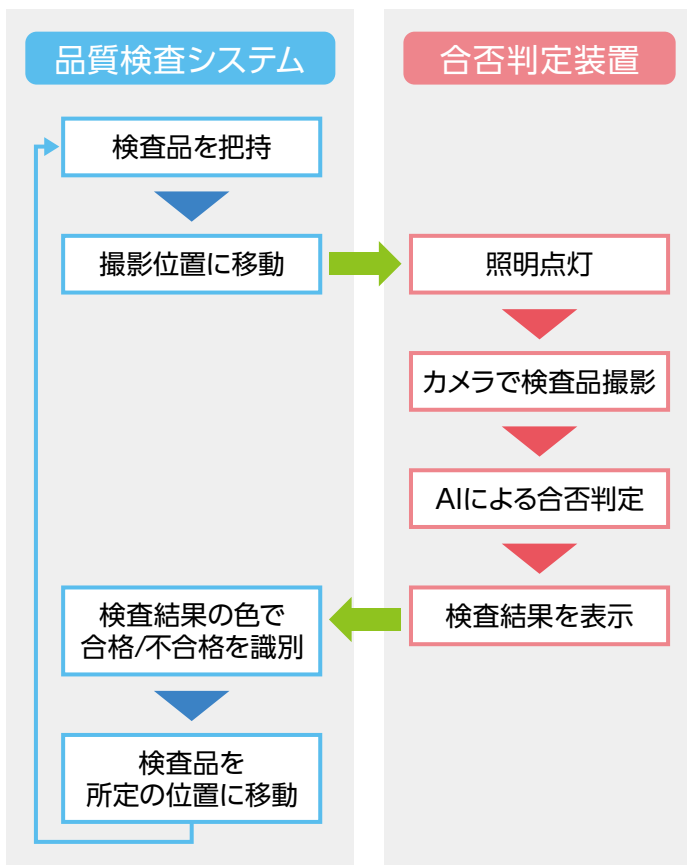 品質検査システム
検査品を把持
撮影位置に移動
検査結果の色で
合格/不合格を識別
検査品を
所定の位置に移動
合否判定装置
照明点灯
カメラで検査品撮影
AIによる合否判定
検査結果を表示